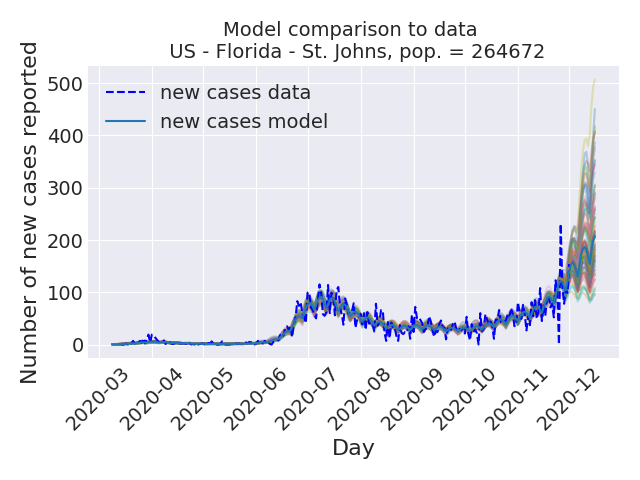 Model comparison to data
US - Florida - St. Johns, pop. = 264672
Number of new cases reported
500
400
300
200
100
0
new cases data
new cases model
2020-03
2020-04
2020-05
2020-06
2020-07
2020-08
2020-09
2020-10
2020-11
2020-12
Day